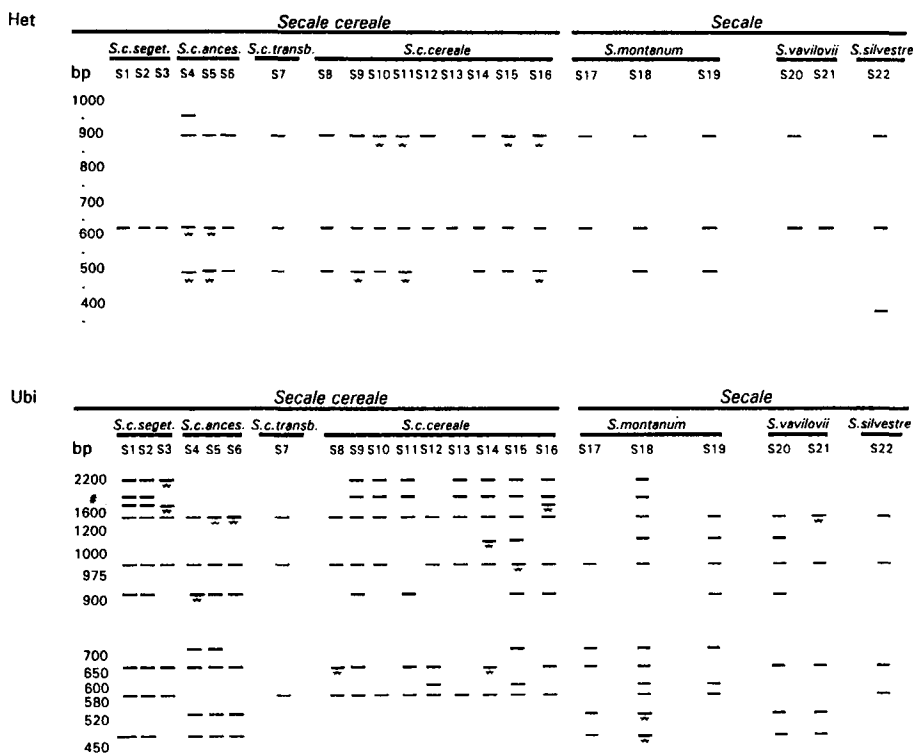 Het
Secale cereale Secale
S.c.seget. S.c.ances. S.c.transb. S.c.cereale S.montanum S.vavilovii S.silvestre
bp S1 S2 S3 S4 S5 S6 S7 S8 S9 S10 S11 S12 S13 S14 S15 S16 S17 S18 S19 S20 S21 S22
1000
900
800
700
600
500
400
Ubi
Secale cereale Secale
S.c.seget. S.c.ances. S.c.transb. S.c.cereale S.montanum S.vavilovii S.silvestre
bp S1 S2 S3 S4 S5 S6 S7 S8 S9 S10 S11 S12 S13 S14 S15 S16 S17 S18 S19 S20 S21 S22
2200
#
1600
1200
1000
975
900
700
650
600
580
520
450